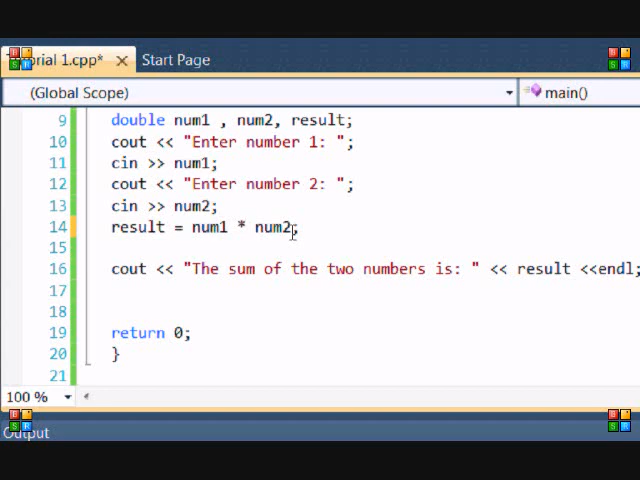 rial 1.cpp* Start Page
(Global Scope) main()
9 double num1 , num2, result;
10 cout << "Enter number 1: ";
11 cin >> num1;
12 cout << "Enter number 2: ";
13 cin >> num2;
14 result = num1 * num2;
15
16 cout << "The sum of the two numbers is: " << result <<endl;
17
18
19 return 0;
20 }
21
100 %
Output